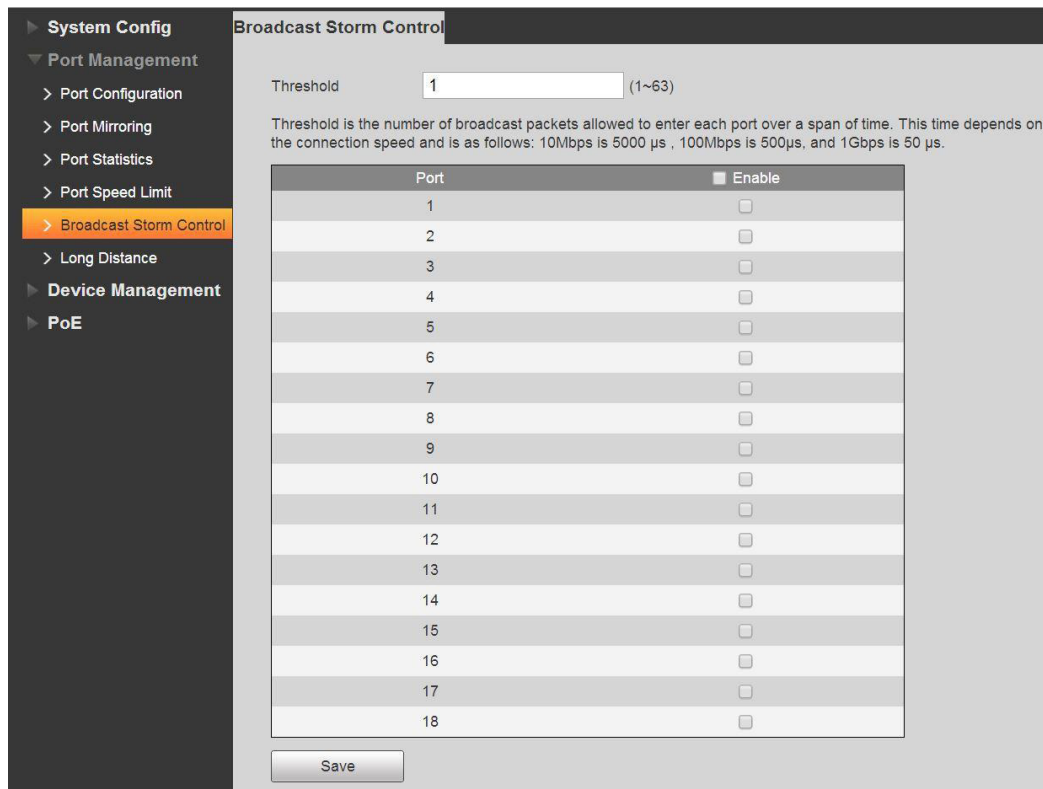 System Config
Port Management
Port Configuration
Port Mirroring
Port Statistics
Port Speed Limit
Broadcast Storm Control
Long Distance
Device Management
PoE
Broadcast Storm Control
Threshold 1 (1~63)
Threshold is the number of broadcast packets allowed to enter each port over a span of time. This time depends on
the connection speed and is as follows: 10Mbps is 5000 µs , 100Mbps is 500µs, and 1Gbps is 50 µs.
Port Enable
1
2
3
4
5
6
7
8
9
10
11
12
13
14
15
16
17
18
Save